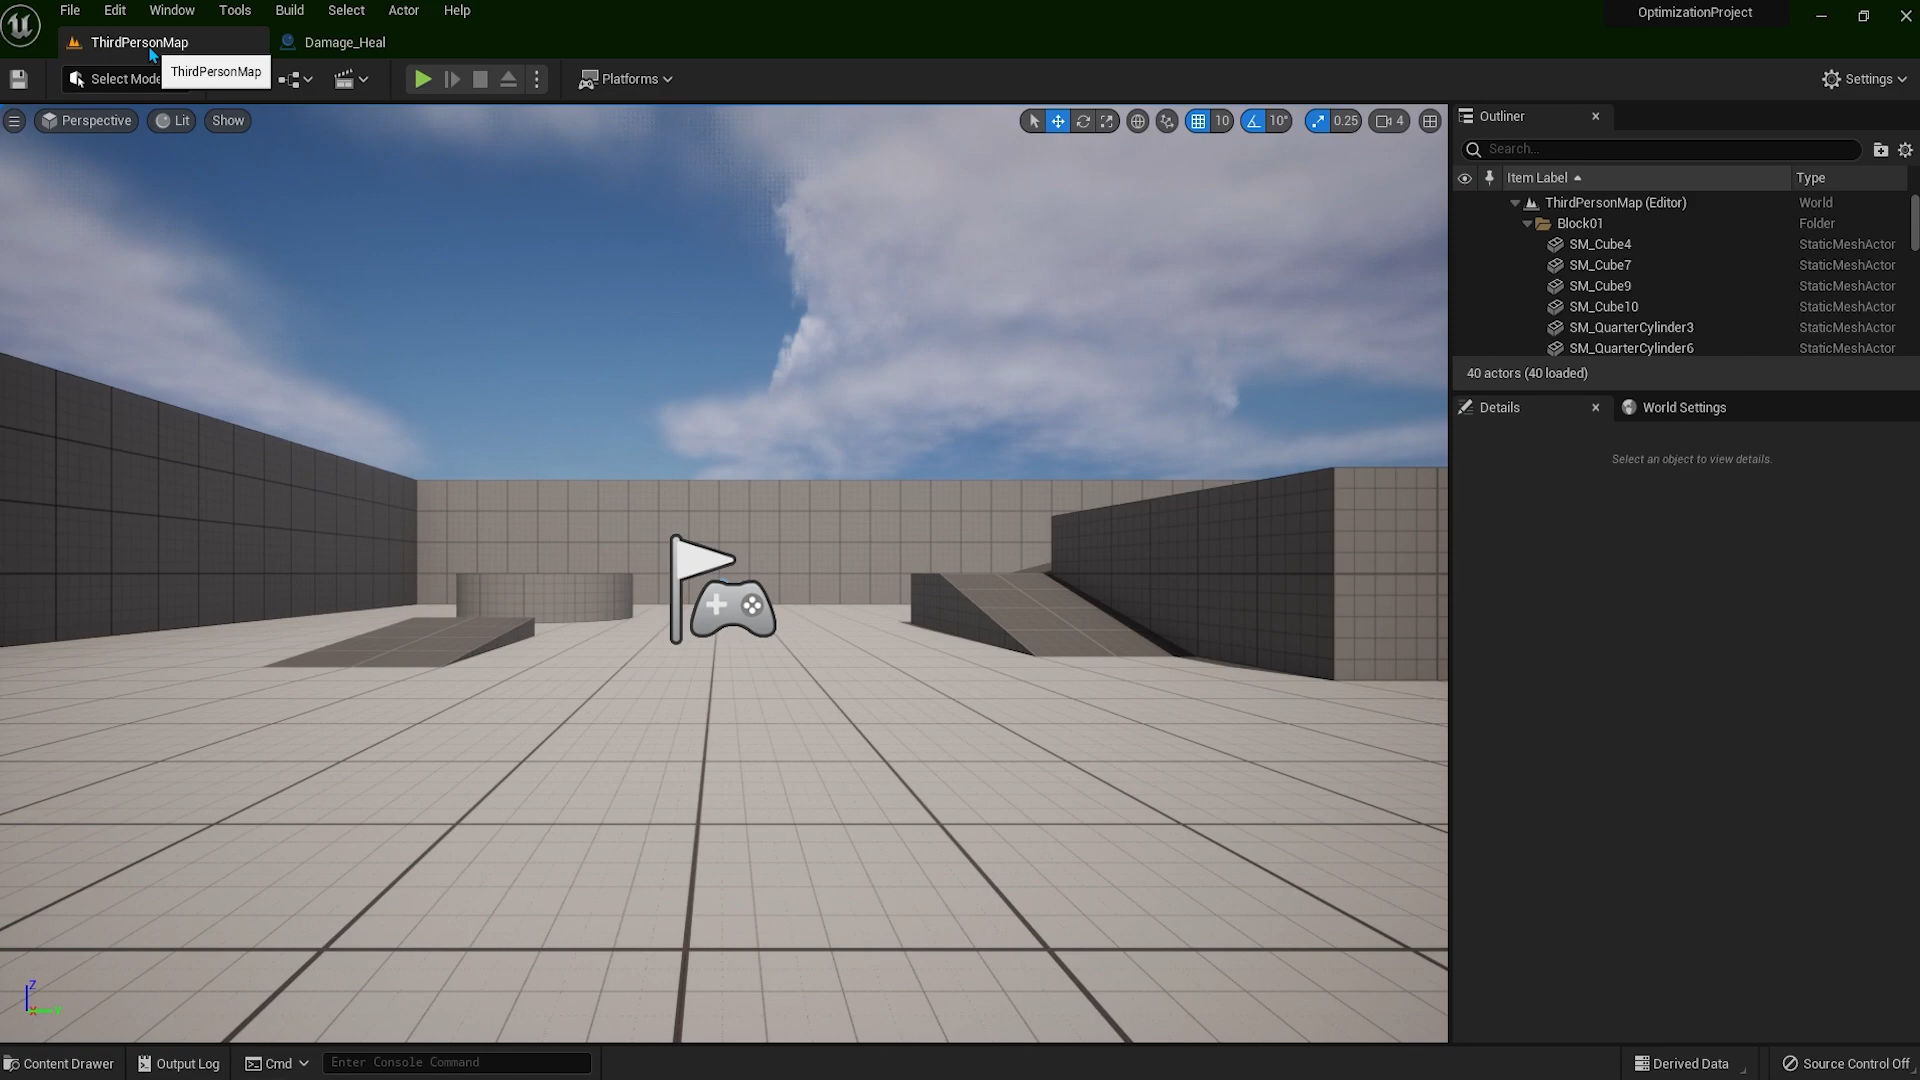 File Edit Window Tools Build Select Actor Help
OptimizationProject
ThirdPersonMap
Damage_Heal
Select Mode
ThirdPersonMap
Platforms
Settings
Perspective
Lit
Show
10
10°
0.25
4
Outliner
Search...
Item Label
Type
ThirdPersonMap (Editor) World
Block01 Folder
SM_Cube4 StaticMeshActor
SM_Cube7 StaticMeshActor
SM_Cube9 StaticMeshActor
SM_Cube10 StaticMeshActor
SM_QuarterCylinder3 StaticMeshActor
SM_QuarterCylinder6 StaticMeshActor
40 actors (40 loaded)
Details
World Settings
Select an object to view details.
Z
Content Drawer
Output Log
Cmd
Enter Console Command
Derived Data
Source Control Off